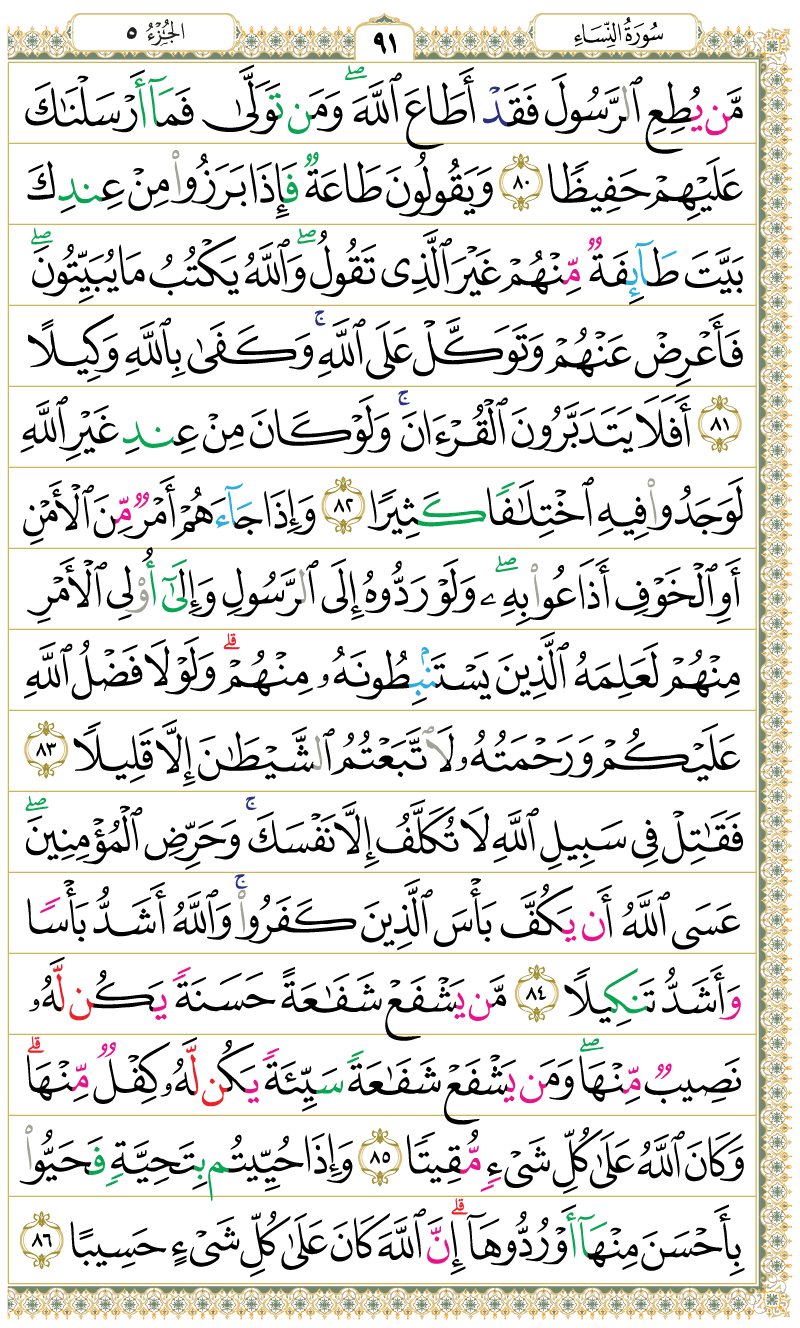 سُورَةُ النِّسَاءِ ٩١ الجُزْءُ ٥
مَّن يُطِعِ ٱلرَّسُولَ فَقَدْ أَطَاعَ ٱللَّهَۖ وَمَن تَوَلَّىٰ فَمَآ أَرْسَلْنَٰكَ
عَلَيْهِمْ حَفِيظًا ٨٠ وَيَقُولُونَ طَاعَةٌ فَإِذَا بَرَزُوا۟ مِنْ عِندِكَ
بَيَّتَ طَآئِفَةٌ مِّنْهُمْ غَيْرَ ٱلَّذِى تَقُولُۖ وَٱللَّهُ يَكْتُبُ مَا يُبَيِّتُونَۖ
فَأَعْرِضْ عَنْهُمْ وَتَوَكَّلْ عَلَى ٱللَّهِۚ وَكَفَىٰ بِٱللَّهِ وَكِيلًا
٨١ أَفَلَا يَتَدَبَّرُونَ ٱلْقُرْءَانَۚ وَلَوْ كَانَ مِنْ عِندِ غَيْرِ ٱللَّهِ
لَوَجَدُوا۟ فِيهِ ٱخْتِلَٰفًا كَثِيرًا ٨٢ وَإِذَا جَآءَهُمْ أَمْرٌ مِّنَ ٱلْأَمْنِ
أَوِ ٱلْخَوْفِ أَذَاعُوا۟ بِهِۦۖ وَلَوْ رَدُّوهُ إِلَى ٱلرَّسُولِ وَإِلَىٰٓ أُو۟لِى ٱلْأَمْرِ
مِنْهُمْ لَعَلِمَهُ ٱلَّذِينَ يَسْتَنۢبِطُونَهُۥ مِنْهُمْۗ وَلَوْلَا فَضْلُ ٱللَّهِ
عَلَيْكُمْ وَرَحْمَتُهُۥ لَٱتَّبَعْتُمُ ٱلشَّيْطَٰنَ إِلَّا قَلِيلًا ٨٣
فَقَٰتِلْ فِى سَبِيلِ ٱللَّهِ لَا تُكَلَّفُ إِلَّا نَفْسَكَۚ وَحَرِّضِ ٱلْمُؤْمِنِينَۖ
عَسَى ٱللَّهُ أَن يَكُفَّ بَأْسَ ٱلَّذِينَ كَفَرُوا۟ۚ وَٱللَّهُ أَشَدُّ بَأْسًا
وَأَشَدُّ تَنكِيلًا ٨٤ مَّن يَشْفَعْ شَفَٰعَةً حَسَنَةً يَكُن لَّهُۥ
نَصِيبٌ مِّنْهَاۖ وَمَن يَشْفَعْ شَفَٰعَةً سَيِّئَةً يَكُن لَّهُۥ كِفْلٌ مِّنْهَاۗ
وَكَانَ ٱللَّهُ عَلَىٰ كُلِّ شَىْءٍ مُّقِيتًا ٨٥ وَإِذَا حُيِّيتُم بِتَحِيَّةٍ فَحَيُّوا۟
بِأَحْسَنَ مِنْهَآ أَوْ رُدُّوهَآۗ إِنَّ ٱللَّهَ كَانَ عَلَىٰ كُلِّ شَىْءٍ حَسِيبًا ٨٦